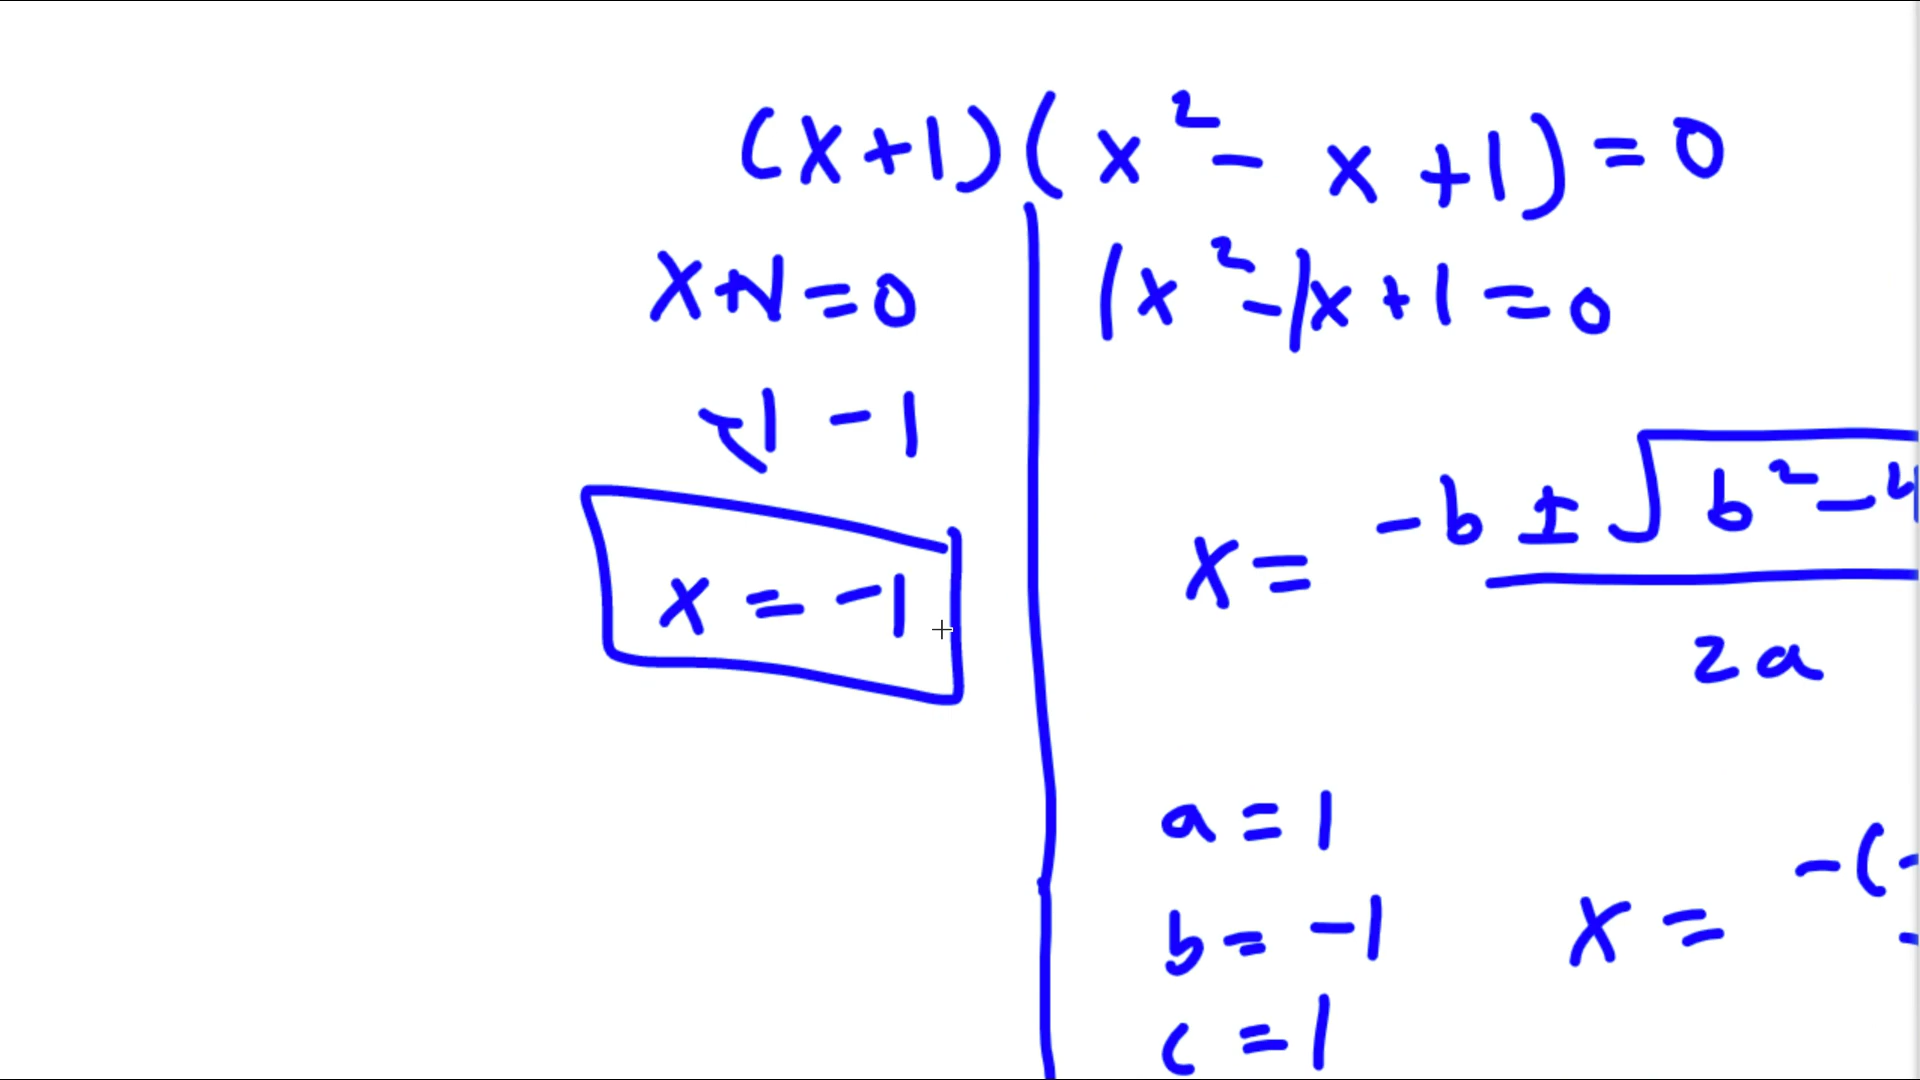 (x+1)(x² - x +1) = 0
x+1 = 0
-1 -1
x = -1
1x² - 1x + 1 = 0
x = -b ± √b² - 4
2a
a = 1
b = -1
c = 1
x = -(-